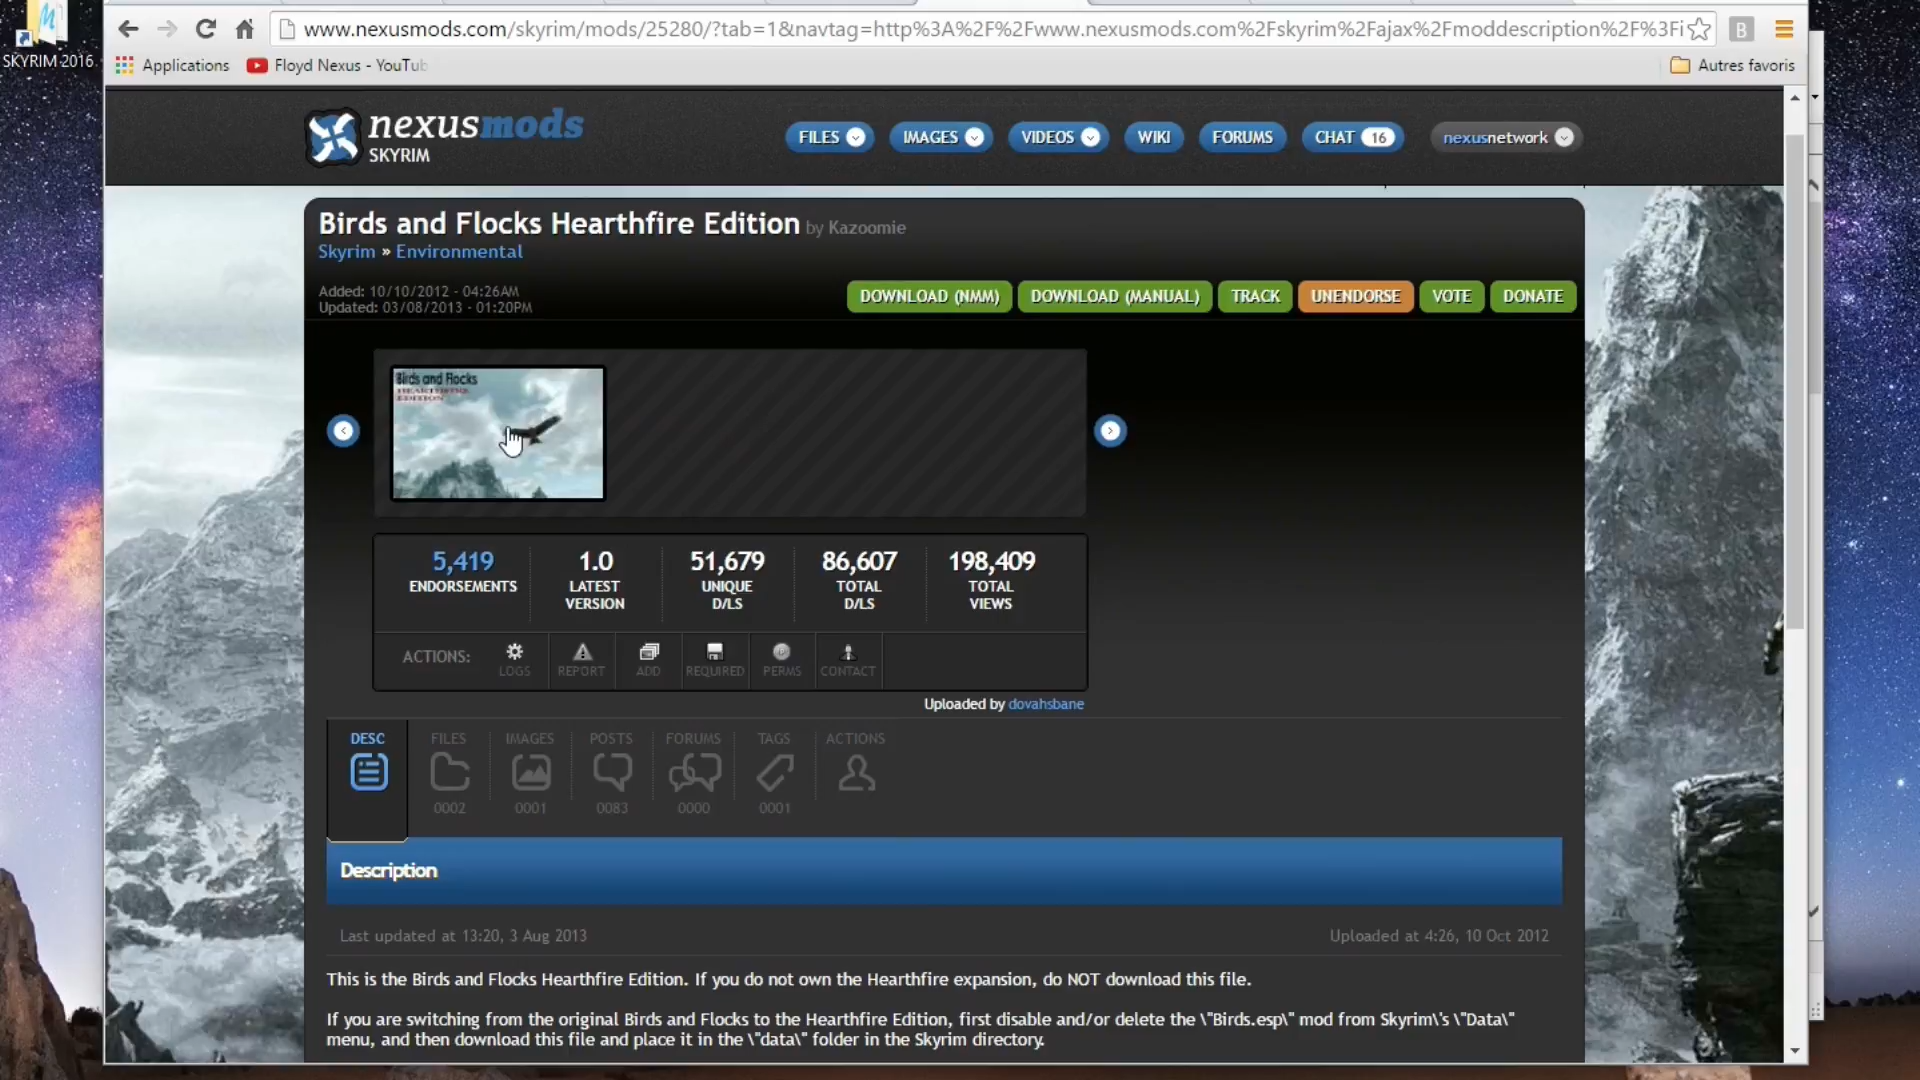 SKYRIM 2016
www.nexusmods.com/skyrim/mods/25280/?tab=1&navtag=http%3A%2F%2Fwww.nexusmods.com%2Fskyrim%2Fajax%2Fmoddescription%2F%3Fi
B
Applications
Floyd Nexus - YouTub
Autres favoris
nexusmods
SKYRIM
FILES
IMAGES
VIDEOS
WIKI
FORUMS
CHAT 16
nexusnetwork
Birds and Flocks Hearthfire Edition by Kazoomie
Skyrim » Environmental
Added: 10/10/2012 - 04:26AM
Updated: 03/08/2013 - 01:20PM
DOWNLOAD (NMM)
DOWNLOAD (MANUAL)
TRACK
UNENDORSE
VOTE
DONATE
Birds and Flocks
HEARTHFIRE
EDITION
5,419 1.0 51,679 86,607 198,409
ENDORSEMENTS LATEST UNIQUE TOTAL TOTAL
VERSION D/LS D/LS VIEWS
ACTIONS: LOGS REPORT ADD REQUIRED PERMS CONTACT
Uploaded by dovahsbane
DESC FILES IMAGES POSTS FORUMS TAGS ACTIONS
0002 0001 0083 0000 0001
Description
Last updated at 13:20, 3 Aug 2013
Uploaded at 4:26, 10 Oct 2012
This is the Birds and Flocks Hearthfire Edition. If you do not own the Hearthfire expansion, do NOT download this file.
If you are switching from the original Birds and Flocks to the Hearthfire Edition, first disable and/or delete the \"Birds.esp\" mod from Skyrim\'s \"Data\"
menu, and then download this file and place it in the \"data\" folder in the Skyrim directory.